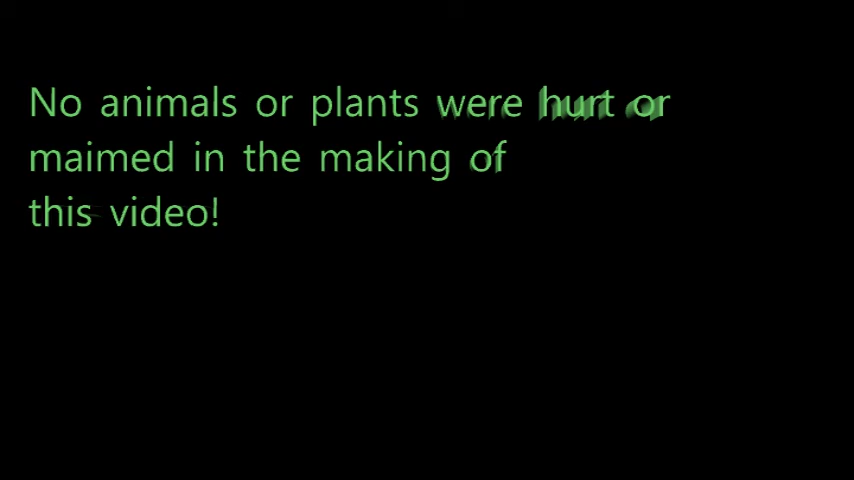 No animals or plants were hurt or
maimed in the making of
this video!